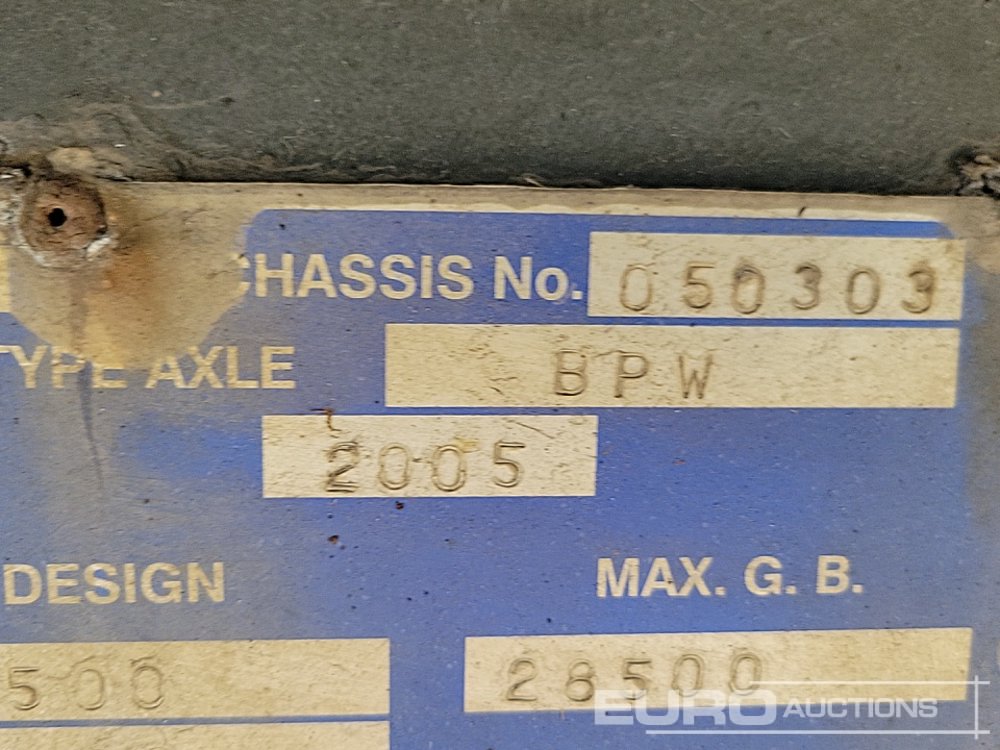 CHASSIS No. 050303
TYPE AXLE BPW
2005
DESIGN MAX. G. B.
500 28500
EURO AUCTIONS